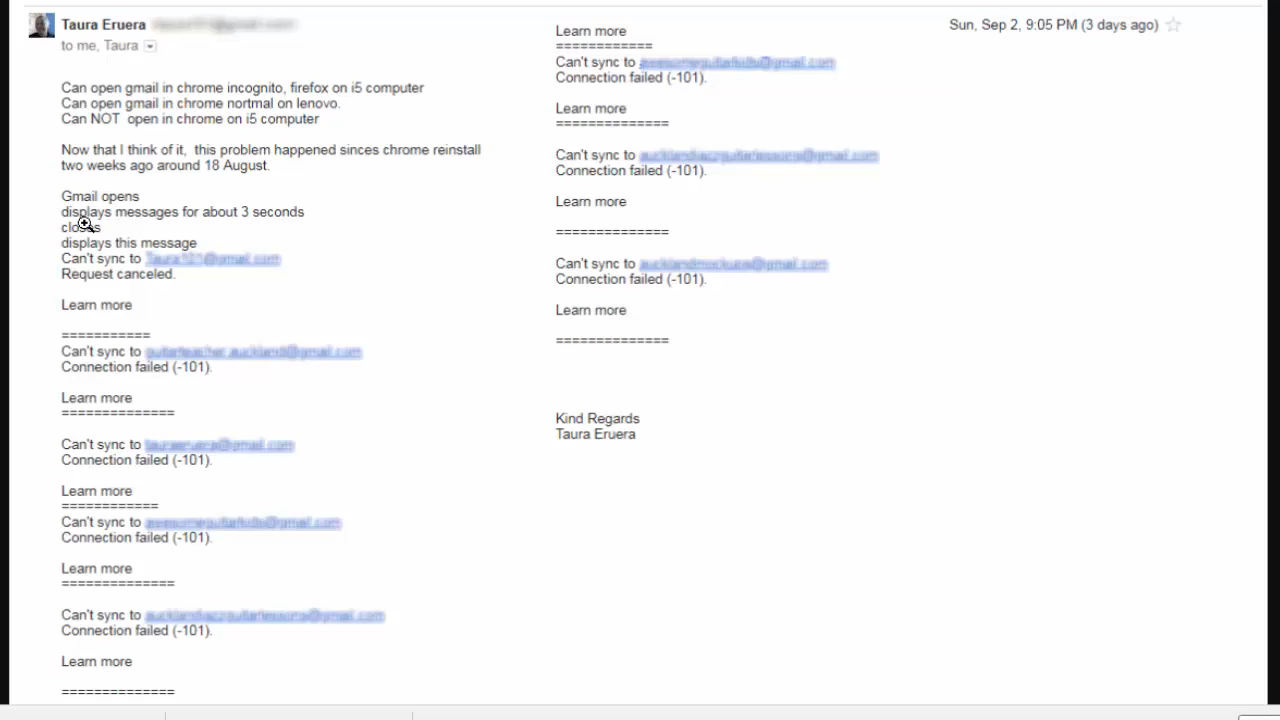 Taura Eruera
Sun, Sep 2, 9:05 PM (3 days ago)
to me, Taura
Can open gmail in chrome incognito, firefox on i5 computer
Can open gmail in chrome nortmal on lenovo.
Can NOT open in chrome on i5 computer
Now that I think of it, this problem happened sinces chrome reinstall
two weeks ago around 18 August.
Gmail opens
displays messages for about 3 seconds
closes
displays this message
Can't sync to
Request canceled.
Learn more
===========
Can't sync to
Connection failed (-101).
Learn more
==============
Can't sync to
Connection failed (-101).
Learn more
============
Can't sync to
Connection failed (-101).
Learn more
==============
Can't sync to
Connection failed (-101).
Learn more
==============
Learn more
============
Can't sync to
Connection failed (-101).
Learn more
==============
Can't sync to
Connection failed (-101).
Learn more
==============
Can't sync to
Connection failed (-101).
Learn more
==============
Kind Regards
Taura Eruera